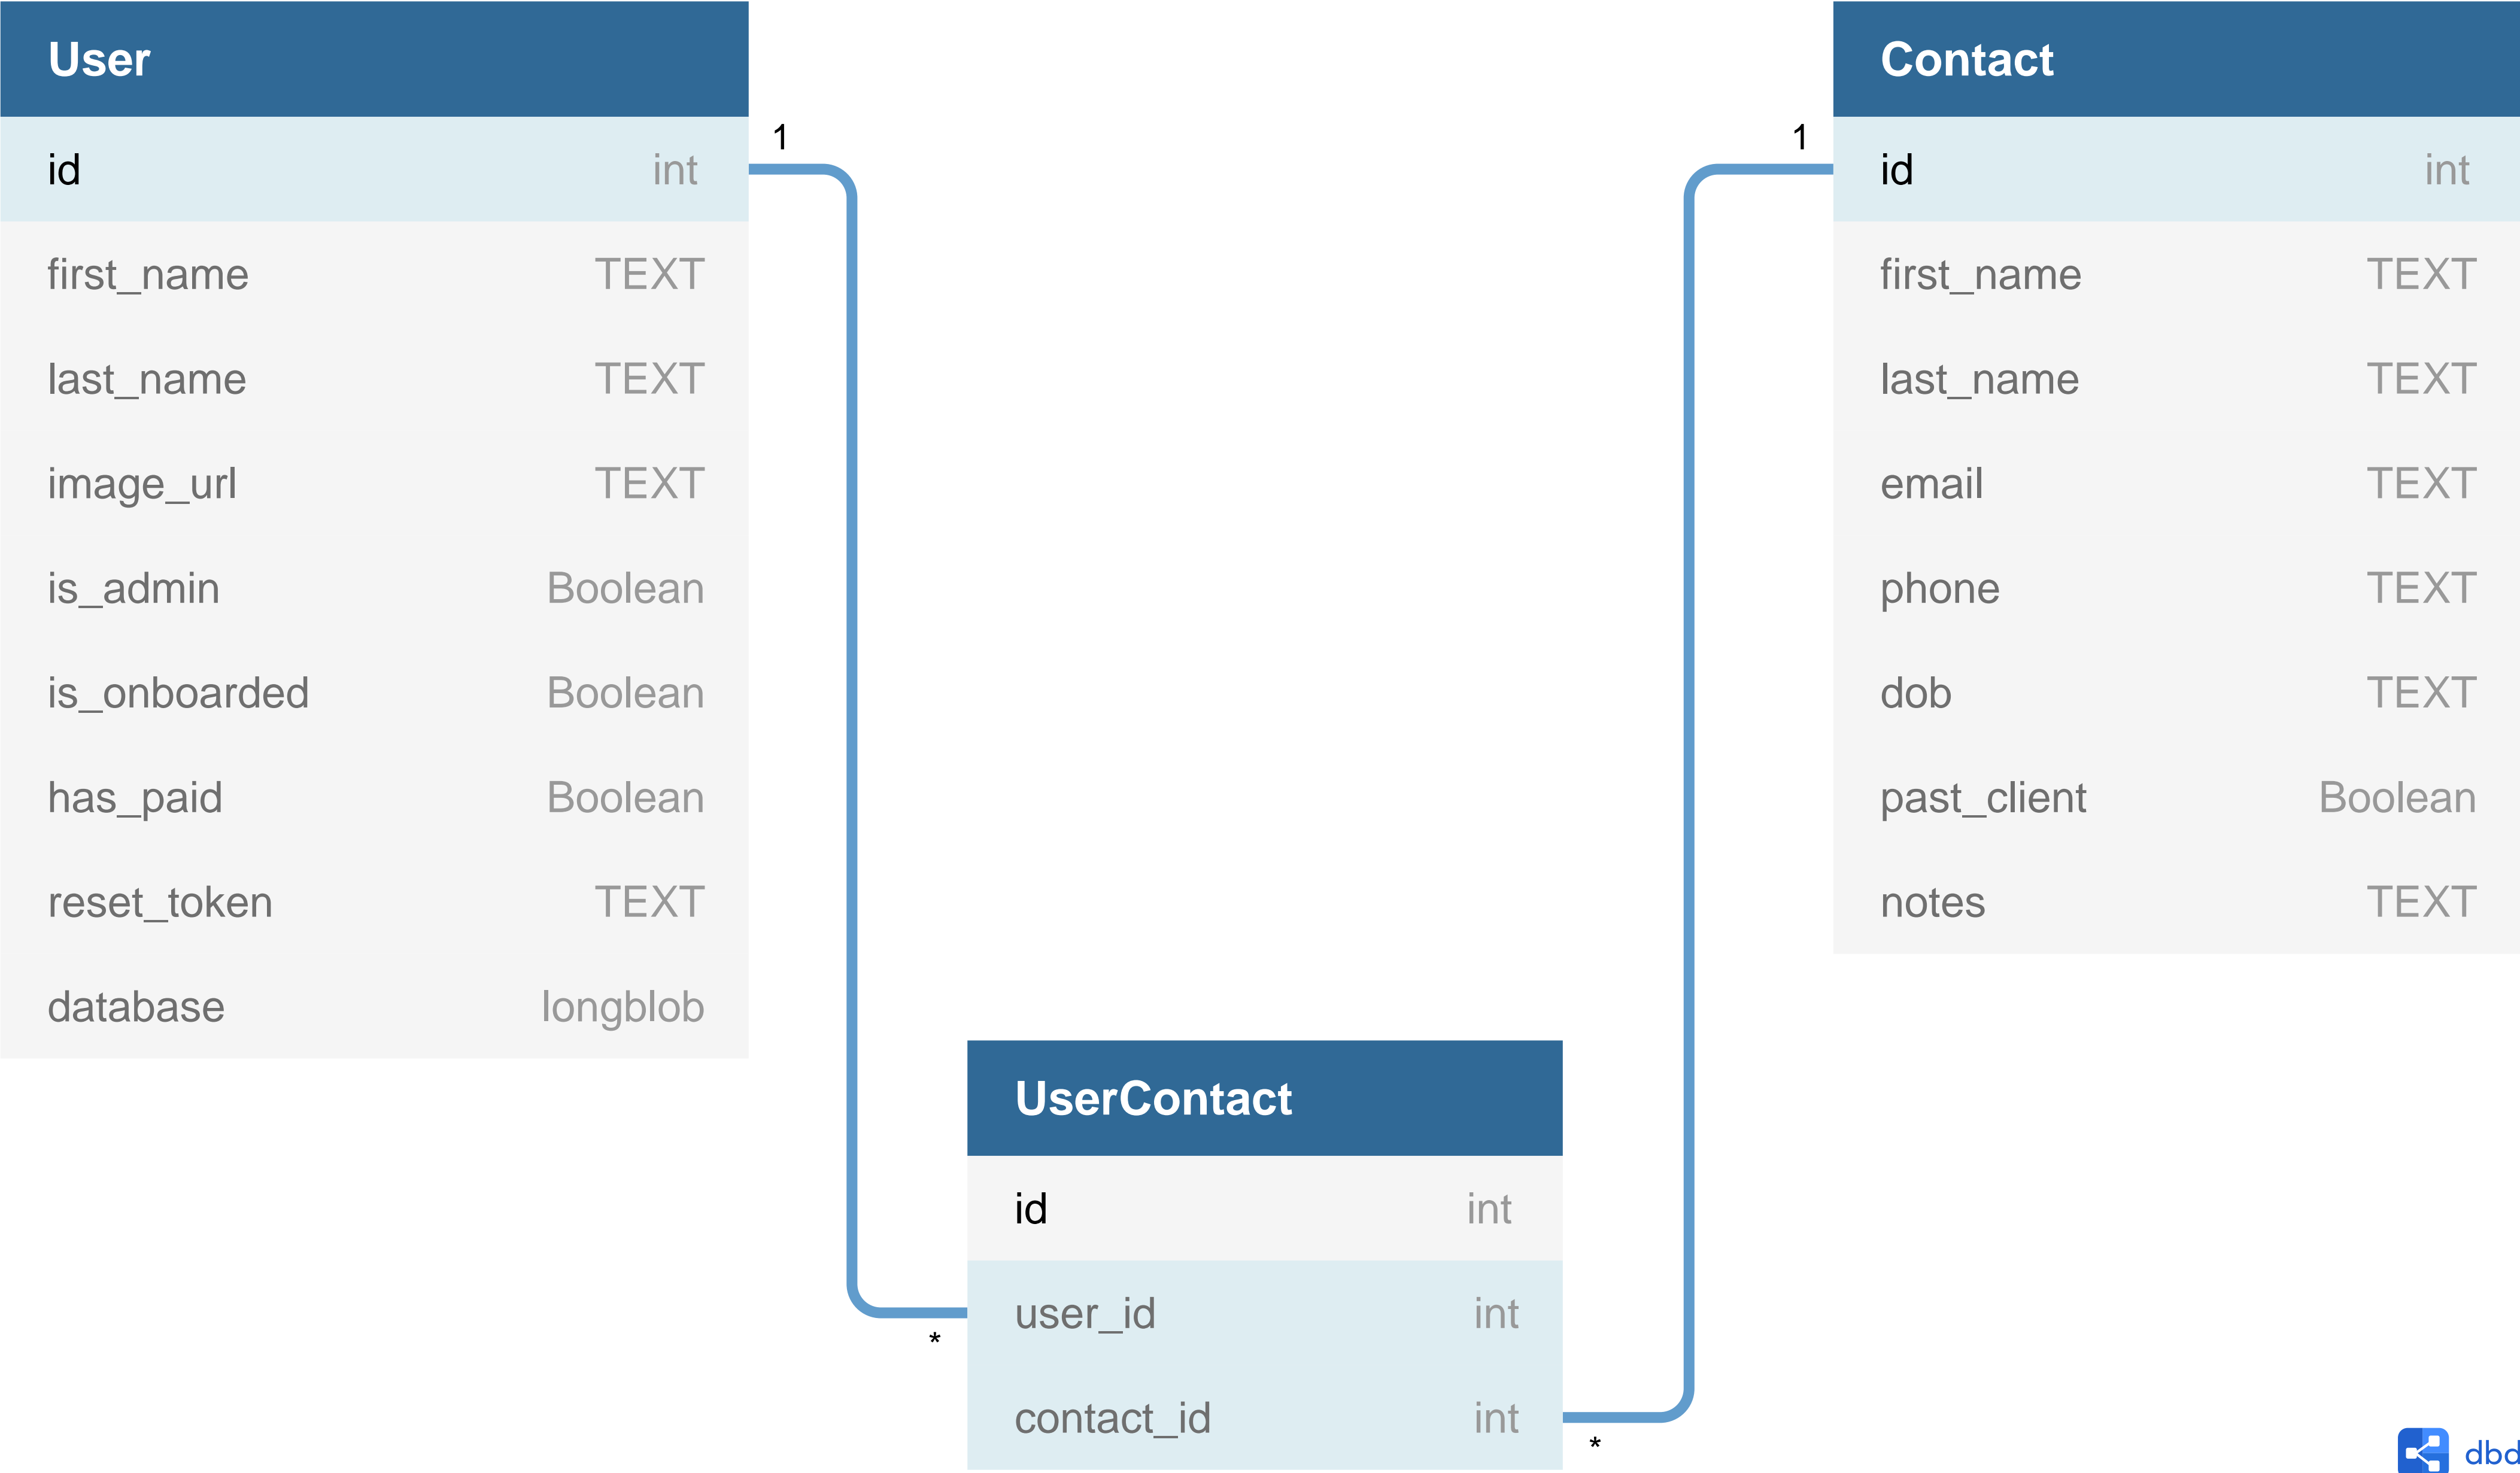 User
id int
first_name TEXT
last_name TEXT
image_url TEXT
is_admin Boolean
is_onboarded Boolean
has_paid Boolean
reset_token TEXT
database longblob
1
*
1
*
Contact
id int
first_name TEXT
last_name TEXT
email TEXT
phone TEXT
dob TEXT
past_client Boolean
notes TEXT
UserContact
id int
user_id int
contact_id int